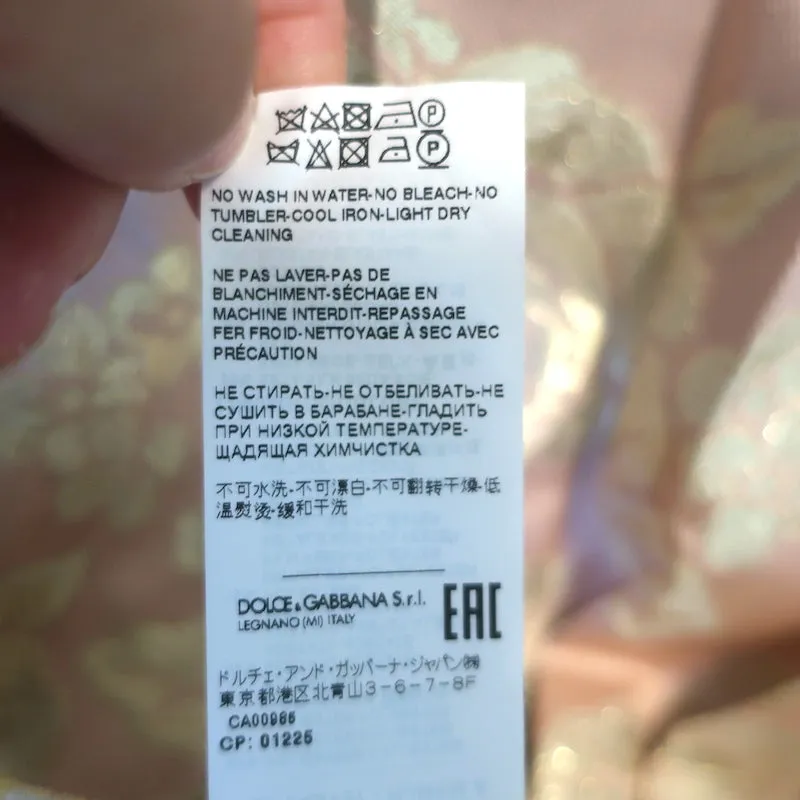 P
P
NO WASH IN WATER-NO BLEACH-NO
TUMBLER-COOL IRON-LIGHT DRY
CLEANING
NE PAS LAVER-PAS DE
BLANCHIMENT-SÉCHAGE EN
MACHINE INTERDIT-REPASSAGE
FER FROID-NETTOYAGE À SEC AVEC
PRÉCAUTION
НЕ СТИРАТЬ-НЕ ОТБЕЛИВАТЬ-НЕ
СУШИТЬ В БАРАБАНЕ-ГЛАДИТЬ
ПРИ НИЗКОЙ ТЕМПЕРАТУРЕ-
ЩАДЯЩАЯ ХИМЧИСТКА
不可水洗-不可漂白-不可翻转干燥-低
温熨烫-缓和干洗
DOLCE & GABBANA S.r.l.
LEGNANO (MI) ITALY
EAC
ドルチェ・アンド・ガッバーナ・ジャパン㈱
東京都港区北青山3-6-7-8F
CA00986
CP: 01225